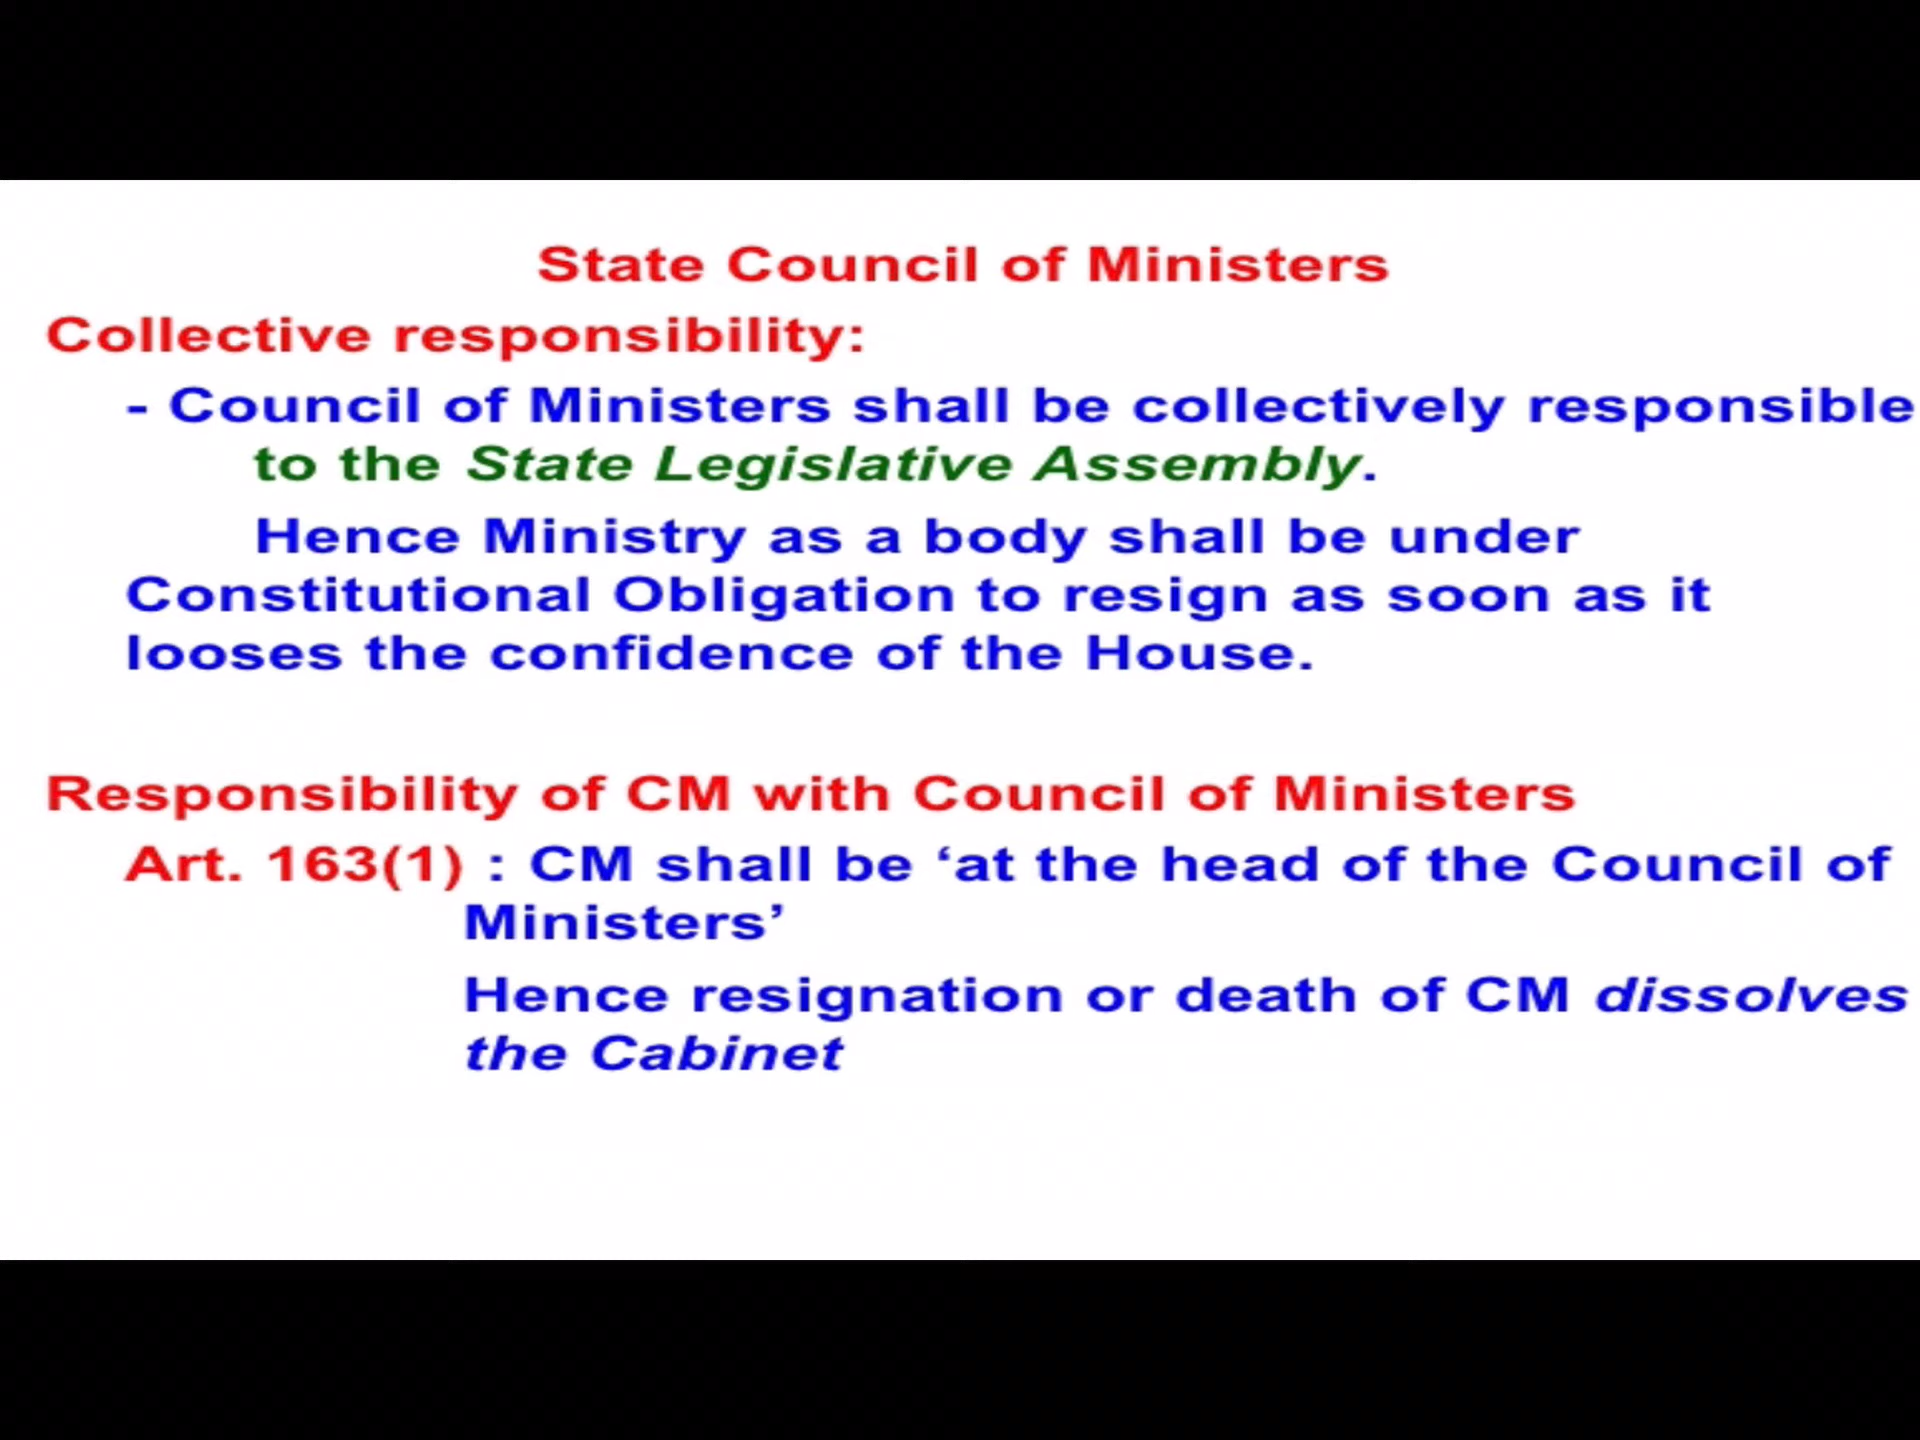 State Council of Ministers
Collective responsibility:
- Council of Ministers shall be collectively responsible
to the State Legislative Assembly.
Hence Ministry as a body shall be under
Constitutional Obligation to resign as soon as it
looses the confidence of the House.
Responsibility of CM with Council of Ministers
Art. 163(1) : CM shall be ‘at the head of the Council of
Ministers’
Hence resignation or death of CM dissolves
the Cabinet